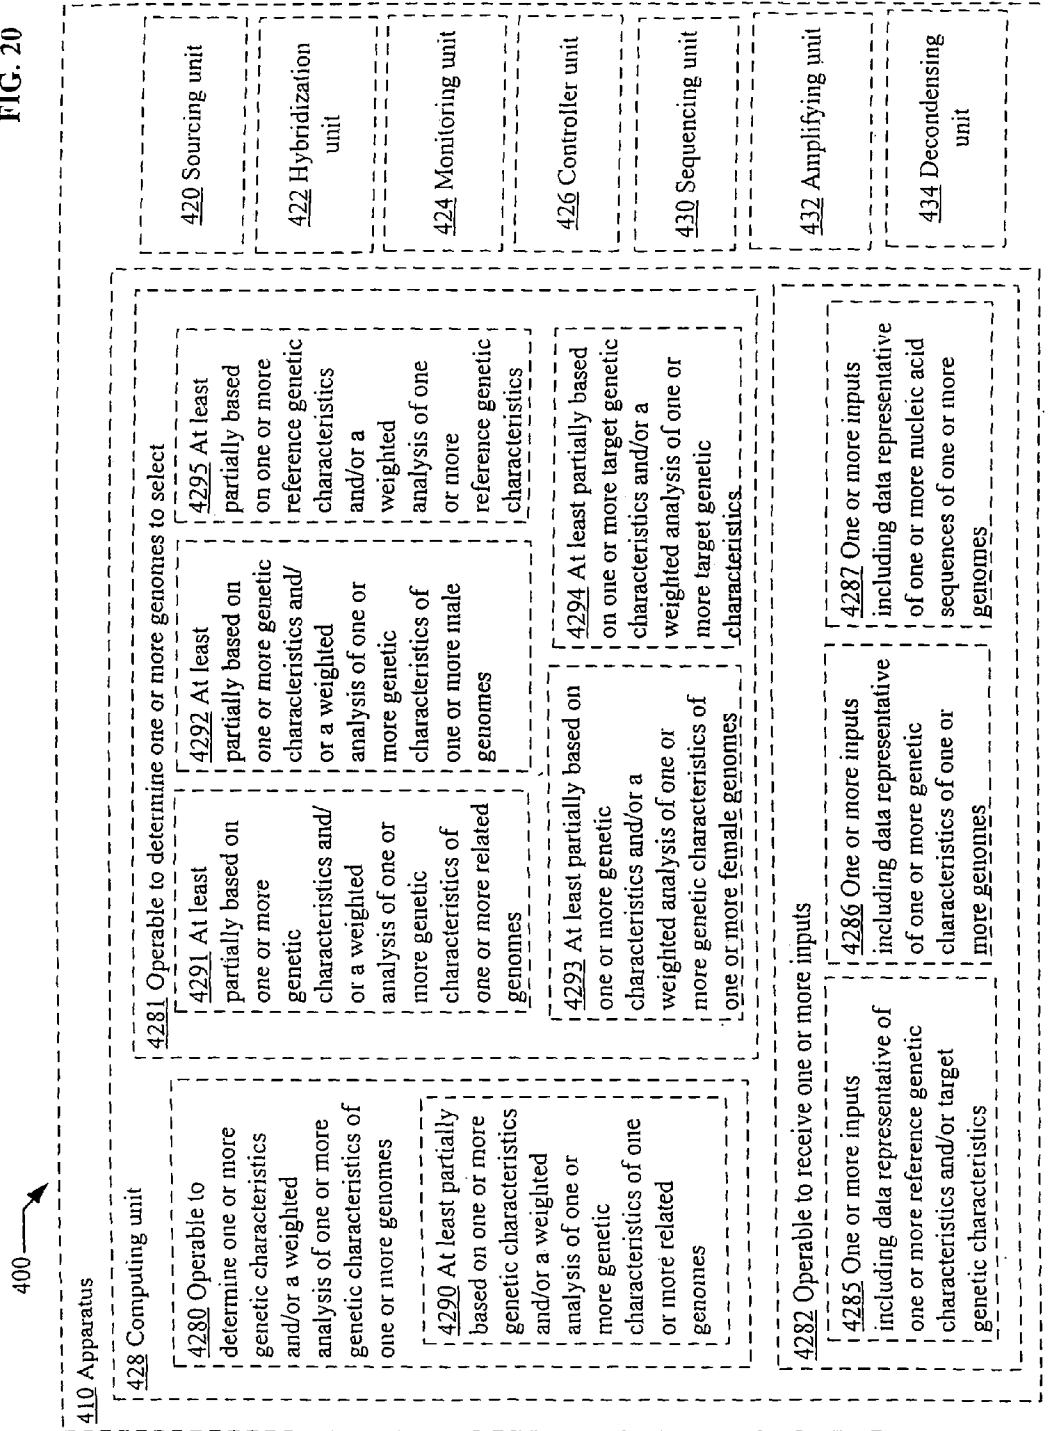 FIG. 20
400
410 Apparatus
428 Computing unit
4280 Operable to
determine one or more
genetic characteristics
and/or a weighted
analysis of one or more
genetic characteristics of
one or more genomes
4290 At least partially
based on one or more
genetic characteristics
and/or a weighted
analysis of one or
more genetic
characteristics of one
or more related
genomes
4281 Operable to determine one or more genomes to select
4291 At least
partially based on
one or more
genetic
characteristics and/
or a weighted
analysis of one or
more genetic
characteristics of
one or more related
genomes
4292 At least
partially based on
one or more genetic
characteristics and/
or a weighted
analysis of one or
more genetic
characteristics of
one or more male
genomes
4295 At least
partially based
on one or more
reference genetic
characteristics
and/or a
weighted
analysis of one
or more
reference genetic
characteristics
4293 At least partially based on
one or more genetic
characteristics and/or a
weighted analysis of one or
more genetic characteristics of
one or more female genomes
4294 At least partially based
on one or more target genetic
characteristics and/or a
weighted analysis of one or
more target genetic
characteristics
4282 Operable to receive one or more inputs
4285 One or more inputs
including data representative of
one or more reference genetic
characteristics and/or target
genetic characteristics
4286 One or more inputs
including data representative
of one or more genetic
characteristics of one or
more genomes
4287 One or more inputs
including data representative
of one or more nucleic acid
sequences of one or more
genomes
420 Sourcing unit
422 Hybridization
unit
424 Monitoring unit
426 Controller unit
430 Sequencing unit
432 Amplifying unit
434 Decondensing
unit